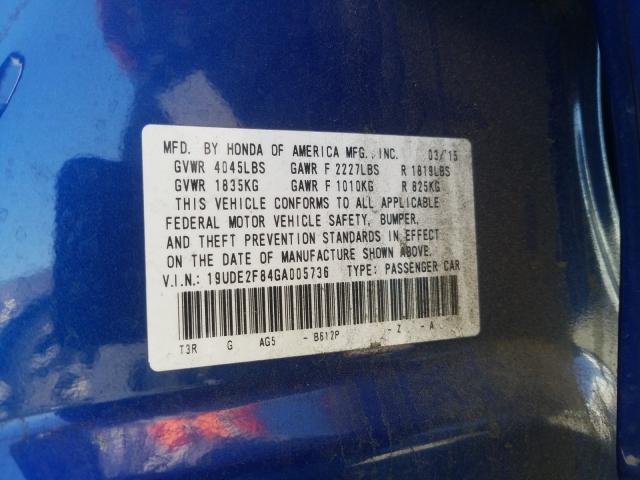 MFD. BY HONDA OF AMERICA MFG., INC. 03/15
GVWR 4045LBS GAWR F 2227LBS R 1819LBS
GVWR 1835KG GAWR F 1010KG R 825KG
THIS VEHICLE CONFORMS TO ALL APPLICABLE
FEDERAL MOTOR VEHICLE SAFETY, BUMPER,
AND THEFT PREVENTION STANDARDS IN EFFECT
ON THE DATE OF MANUFACTURE SHOWN ABOVE.
V.I.N.: 19UDE2F84GA005736 TYPE: PASSENGER CAR
T3R G AG5 - B612P - Z - A